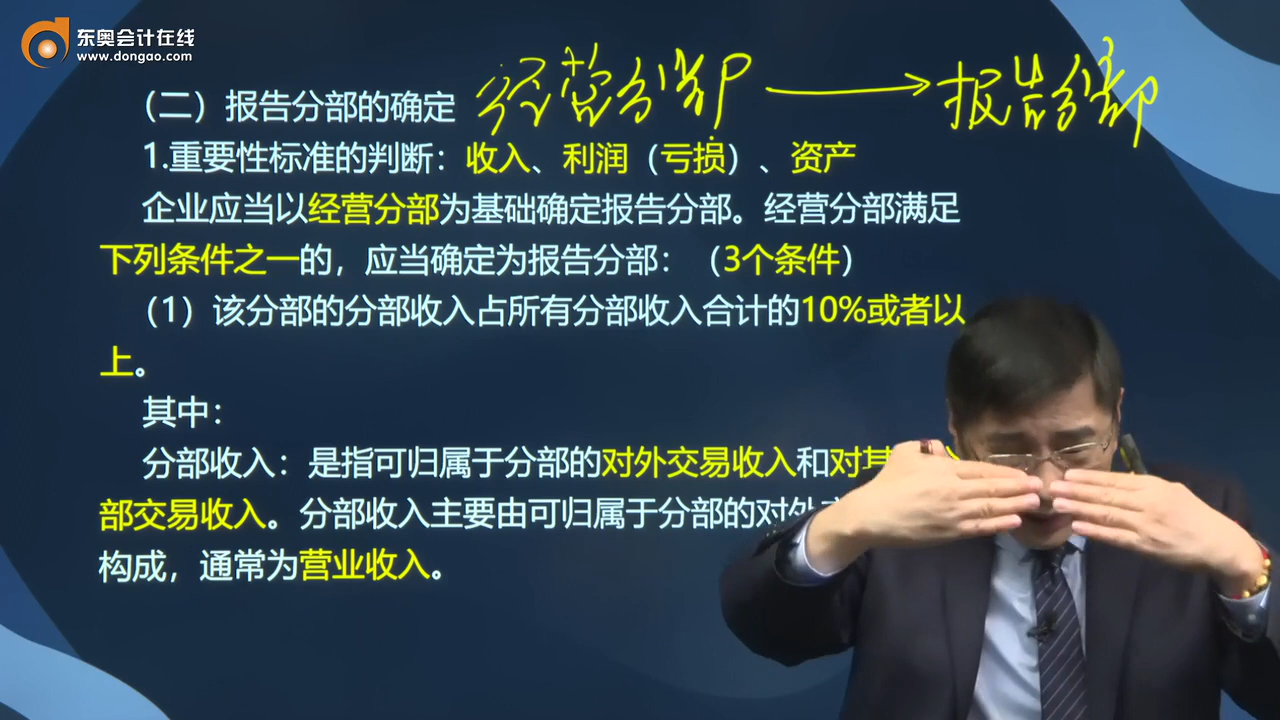 东奥会计在线
www.dongao.com
（二）报告分部的确定 经营分部 → 报告分部
1.重要性标准的判断：收入、利润（亏损）、资产
企业应当以经营分部为基础确定报告分部。经营分部满足
下列条件之一的，应当确定为报告分部：（3个条件）
（1）该分部的分部收入占所有分部收入合计的10%或者以
上。
其中：
分部收入：是指可归属于分部的对外交易收入和对
部交易收入。分部收入主要由可归属于分部的对外
构成，通常为营业收入。